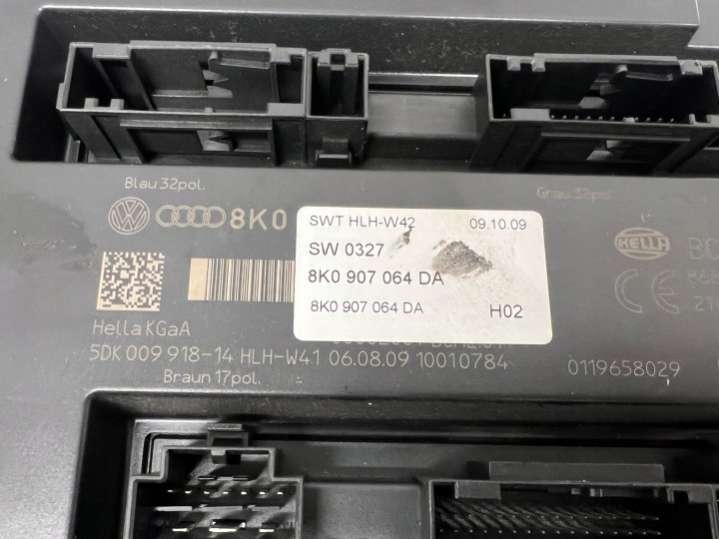 Blau 32pol.
Grau 32pol.
8K0
SWT HLH-W42 09.10.09
SW 0327
8K0 907 064 DA
8K0 907 064 DA H02
HELLA
Hella KGaA
5DK 009 918-14 HLH-W41 06.08.09 10010784
0119658029
Braun 17pol.